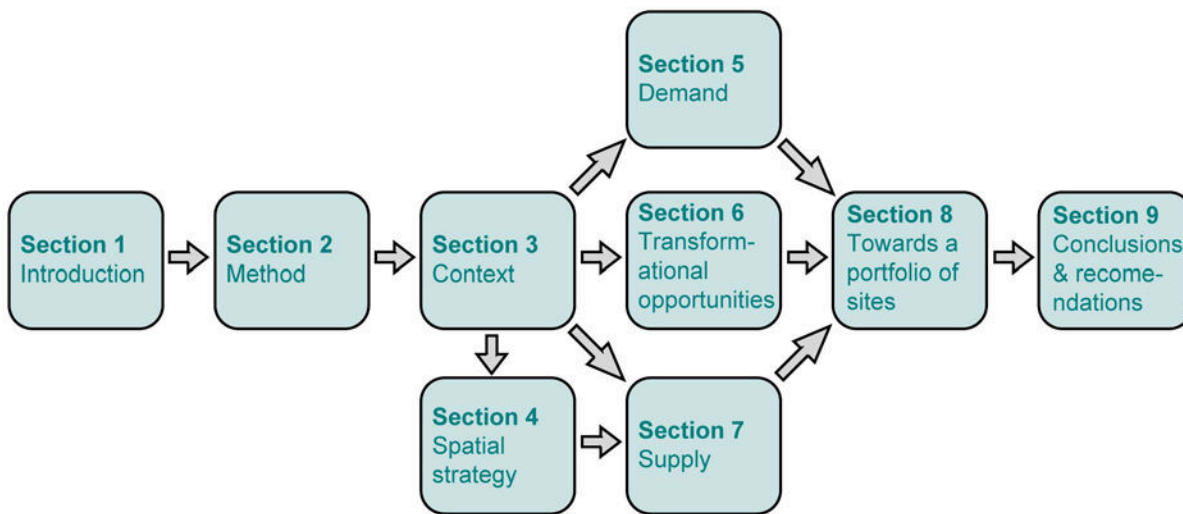 Section 1
Introduction
Section 2
Method
Section 3
Context
Section 4
Spatial
strategy
Section 5
Demand
Section 6
Transform-
ational
opportunities
Section 7
Supply
Section 8
Towards a
portfolio of
sites
Section 9
Conclusions
& recome-
ndations